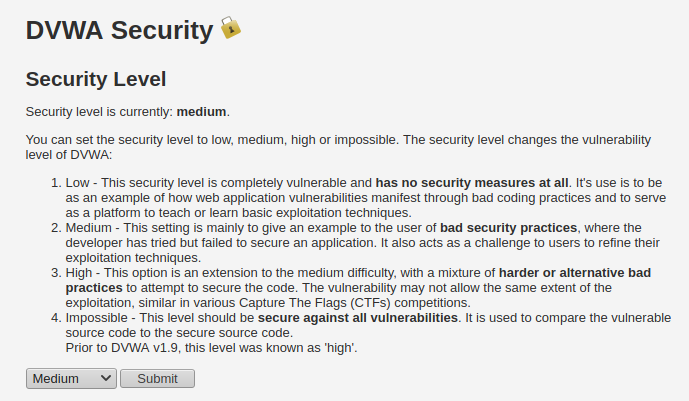 DVWA Security
Security Level
Security level is currently: medium.
You can set the security level to low, medium, high or impossible. The security level changes the vulnerability
level of DVWA:
1. Low - This security level is completely vulnerable and has no security measures at all. It's use is to be
as an example of how web application vulnerabilities manifest through bad coding practices and to serve
as a platform to teach or learn basic exploitation techniques.
2. Medium - This setting is mainly to give an example to the user of bad security practices, where the
developer has tried but failed to secure an application. It also acts as a challenge to users to refine their
exploitation techniques.
3. High - This option is an extension to the medium difficulty, with a mixture of harder or alternative bad
practices to attempt to secure the code. The vulnerability may not allow the same extent of the
exploitation, similar in various Capture The Flags (CTFs) competitions.
4. Impossible - This level should be secure against all vulnerabilities. It is used to compare the vulnerable
source code to the secure source code.
Prior to DVWA v1.9, this level was known as 'high'.
Medium Submit